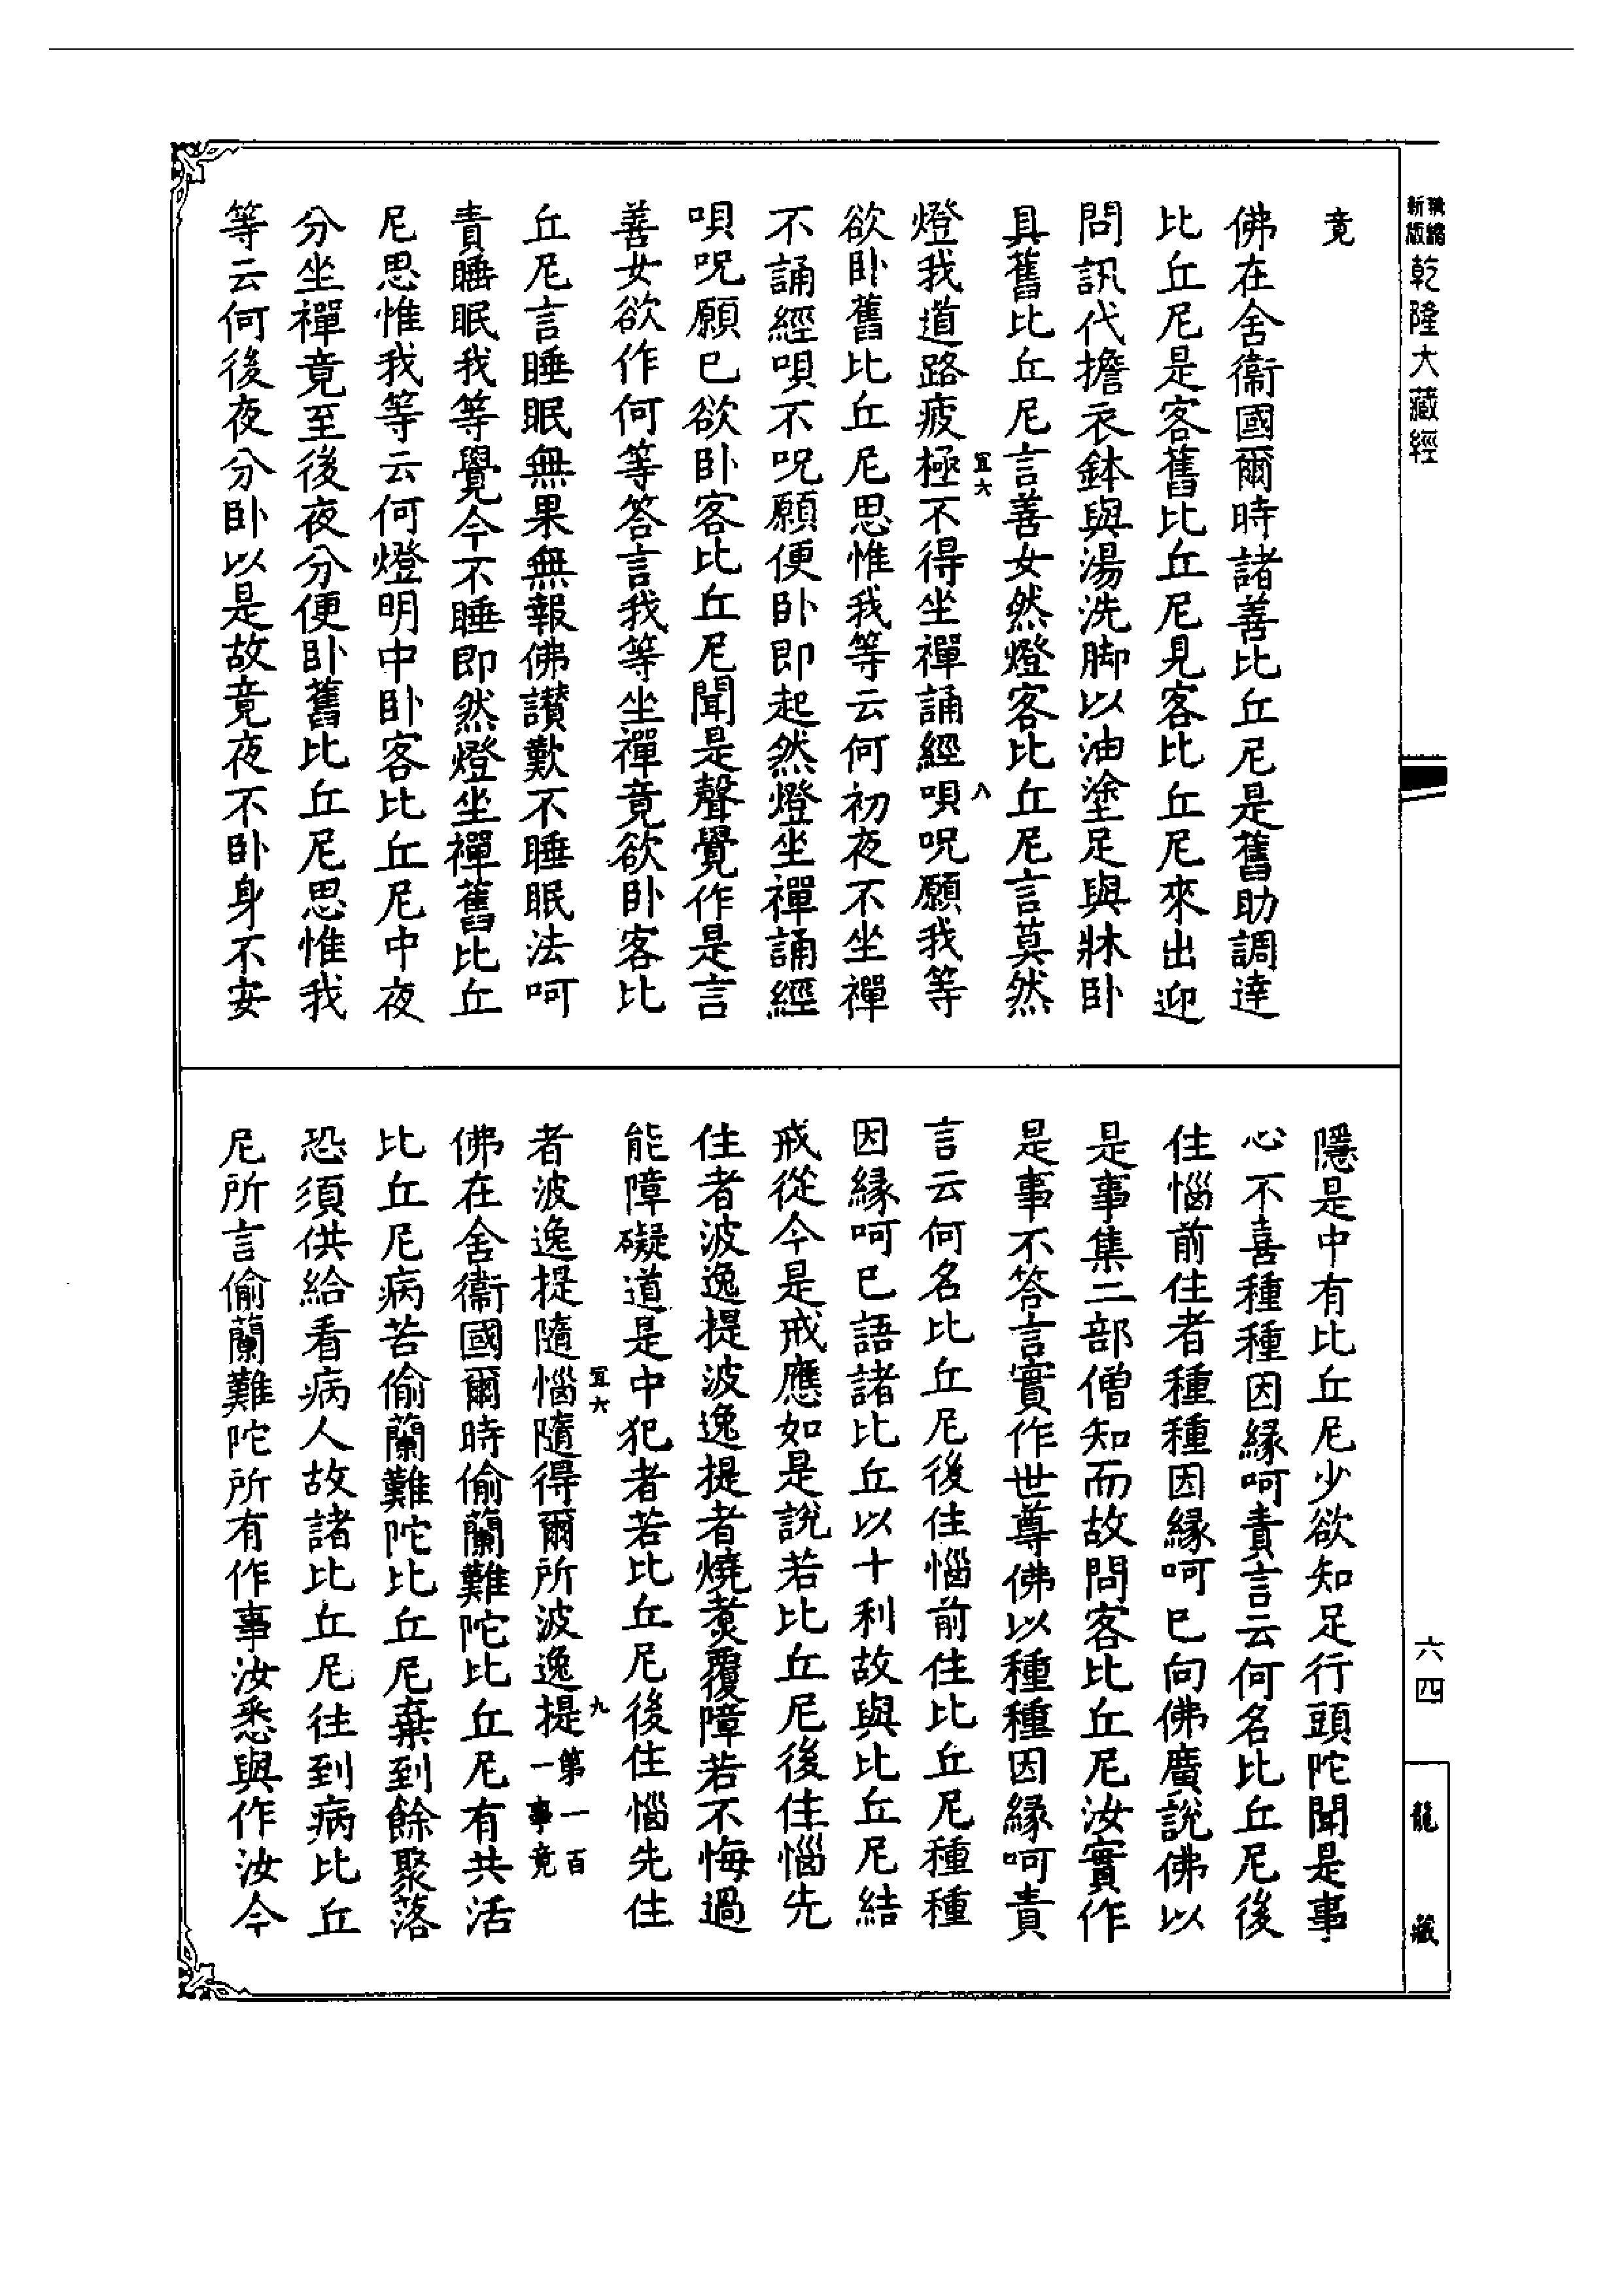 新版
乾隆大藏經
六四
龍藏
竟
佛在舍衞國爾時諸善比丘尼是舊助調達
比丘尼是客舊比丘尼見客比丘尼來出迎
問訊代擔衣鉢與湯洗脚以油塗足與牀卧
具舊比丘尼言善女然燈客比丘尼言莫然
宜六
八
燈我道路疲極不得坐禪誦經唄呪願我等
欲卧舊比丘尼思惟我等云何初夜不坐禪
不誦經唄不呪願便卧即起然燈坐禪誦經
唄呪願已欲卧客比丘尼聞是聲覺作是言
善女欲作何等答言我等坐禪竟欲卧客比
丘尼言睡眠無果無報佛讃歎不睡眠法呵
責睡眠我等覺今不睡即然燈坐禪舊比丘
尼思惟我等云何燈明中卧客比丘尼中夜
分坐禪竟至後夜分便卧舊比丘尼思惟我
等云何後夜分卧以是故竟夜不卧身不安
隱是中有比丘尼少欲知足行頭陀聞是事
心不喜種種因緣呵責言云何名比丘尼後
住惱前住者種種因緣呵已向佛廣說佛以
是事集二部僧知而故問客比丘尼汝實作
是事不答言實作世尊佛以種種因緣呵責
言云何名比丘尼後住惱前住比丘尼種種
因緣呵已語諸比丘以十利故與比丘尼結
戒從今是戒應如是說若比丘尼後住惱先
住者波逸提波逸提者燒煑覆障若不悔過
能障礙道是中犯者若比丘尼後住惱先住
宜六
九
者波逸提隨惱隨得爾所波逸提第一百一事竟
佛在舍衞國爾時偷蘭難陀比丘尼有共活
比丘尼病苦偷蘭難陀比丘尼棄到餘聚落
恐須供給看病人故諸比丘尼往到病比丘
尼所言偷蘭難陀所有作事汝悉與作汝今